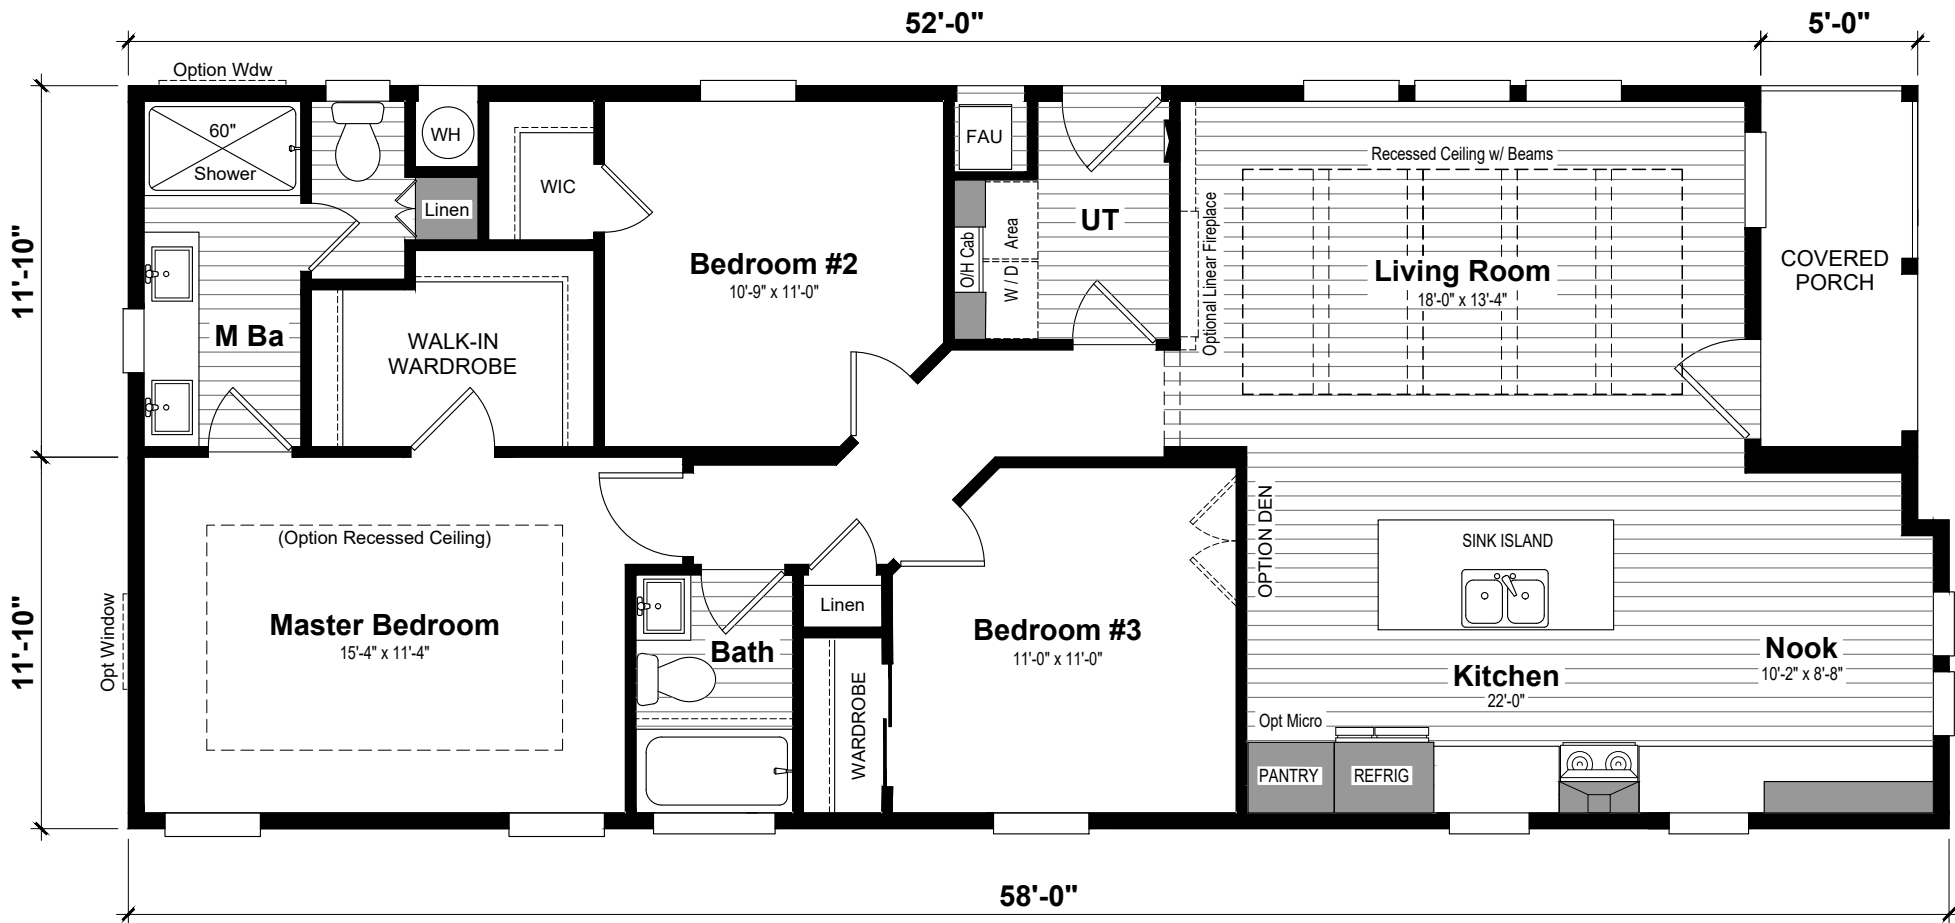 52'-0"
5'-0"
Option Wdw
60"
Shower
WH
Linen
WIC
FAU
Recessed Ceiling w/ Beams
11'-10"
M Ba
WALK-IN
WARDROBE
Bedroom #2
10'-9" x 11'-0"
O/H Cab
W / D Area
UT
Optional Linear Fireplace
Living Room
18'-0" x 13'-4"
COVERED
PORCH
11'-10"
Opt Window
(Option Recessed Ceiling)
Master Bedroom
15'-4" x 11'-4"
Bath
Linen
WARDROBE
Bedroom #3
11'-0" x 11'-0"
OPTION DEN
SINK ISLAND
Kitchen
22'-0"
Nook
10'-2" x 8'-8"
Opt Micro
PANTRY
REFRIG
58'-0"